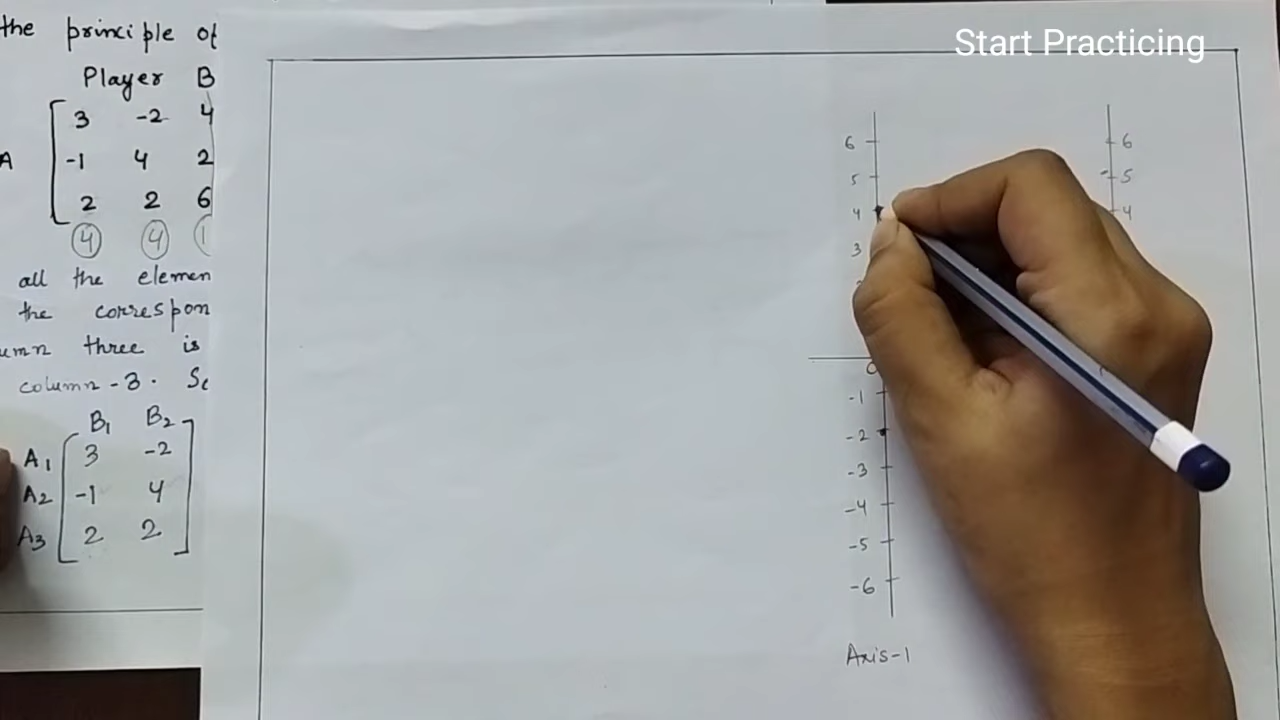 the principle of
Player B
3 -2 4
A -1 4 2
2 2 6
4 4 1
all the elemen
the correspon
umn three is
column-3. Sc
B1 B2
A1 3 -2
A2 -1 4
A3 2 2
Start Practicing
6 6
5 5
4 4
3
0
-1
-2
-3
-4
-5
-6
Axis-1